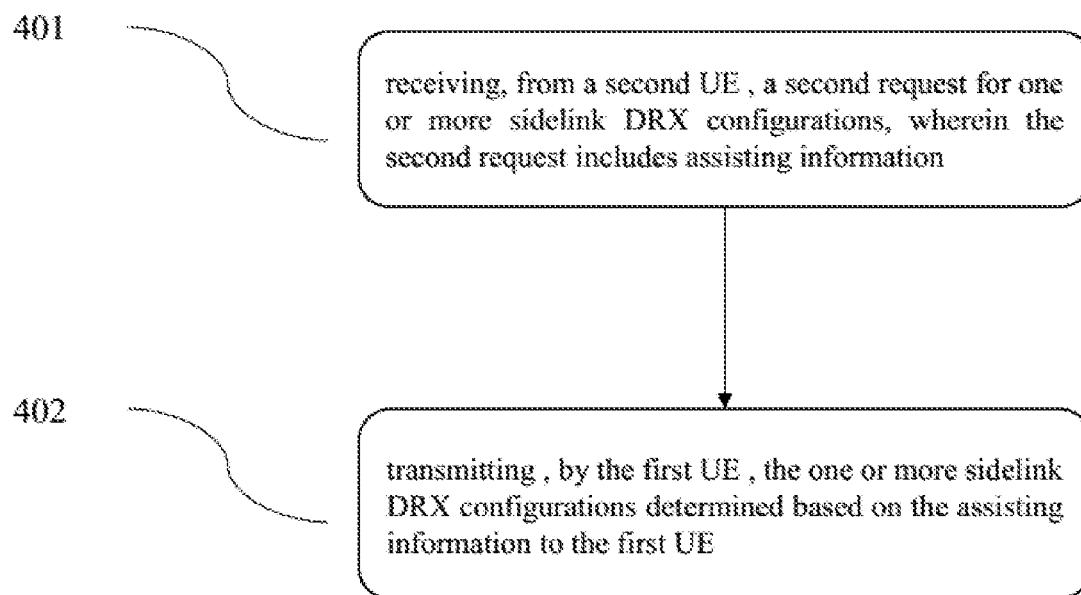 401
receiving, from a second UE , a second request for one
or more sidelink DRX configurations, wherein the
second request includes assisting information
402
transmitting , by the first UE , the one or more sidelink
DRX configurations determined based on the assisting
information to the first UE